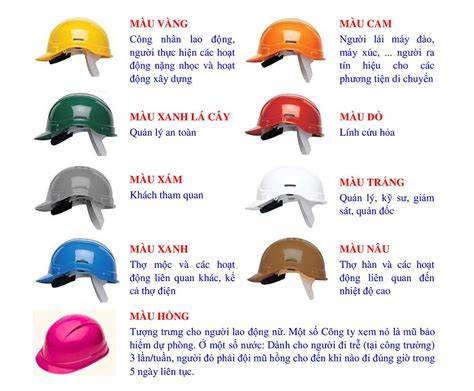 MÀU VÀNG
Công nhân lao động,
người thực hiện các hoạt
động nặng nhọc và hoạt
động xây dựng
MÀU CAM
Người lái máy đào,
máy xúc, ... người ra
tín hiệu cho các
phương tiện di chuyển
MÀU XANH LÁ CÂY
Quản lý an toàn
MÀU ĐỎ
Lính cứu hỏa
MÀU XÁM
Khách tham quan
MÀU TRẮNG
Quản lý, kỹ sư, giám
sát, quản đốc
MÀU XANH
Thợ mộc và các hoạt
động liên quan khác, kể
cả thợ điện
MÀU NÂU
Thợ hàn và các hoạt
động liên quan đến
nhiệt độ cao
MÀU HỒNG
Tượng trưng cho người lao động nữ. Một số Công ty xem nó là mũ bảo
hiểm dự phòng. Ở một số nước: Dành cho người đi trễ (tại công trường)
3 lần/tuần, người đó phải đội mũ hồng cho đến khi nào đi đúng giờ trong
5 ngày liên tục.